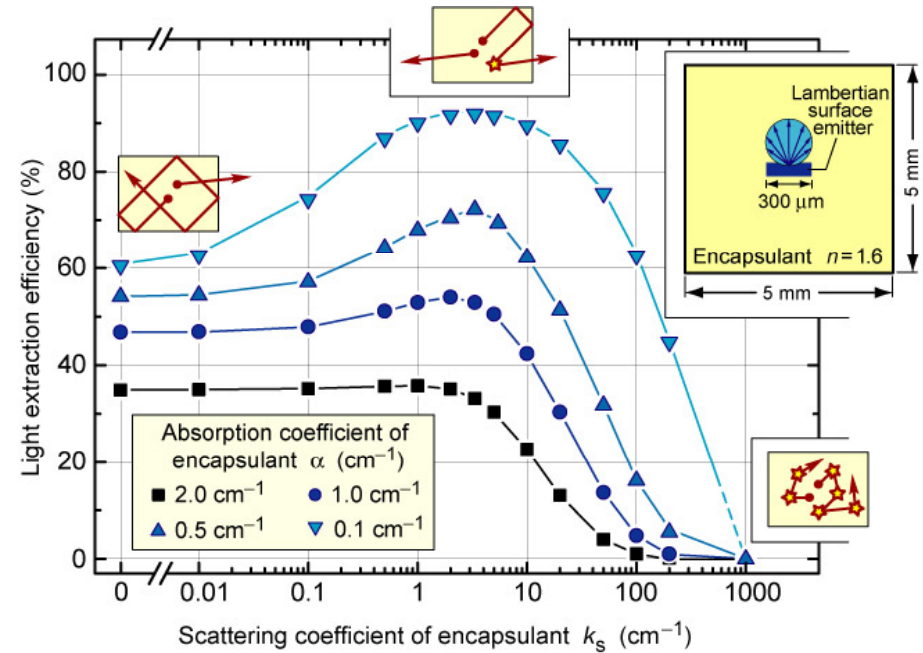 100
80
60
40
20
0
Light extraction efficiency (%)
0
0.01
0.1
1
10
100
1000
Scattering coefficient of encapsulant kₛ (cm⁻¹)
Absorption coefficient of
encapsulant α (cm⁻¹)
2.0 cm⁻¹
1.0 cm⁻¹
0.5 cm⁻¹
0.1 cm⁻¹
Lambertian
surface
emitter
300 μm
Encapsulant n = 1.6
5 mm
5 mm